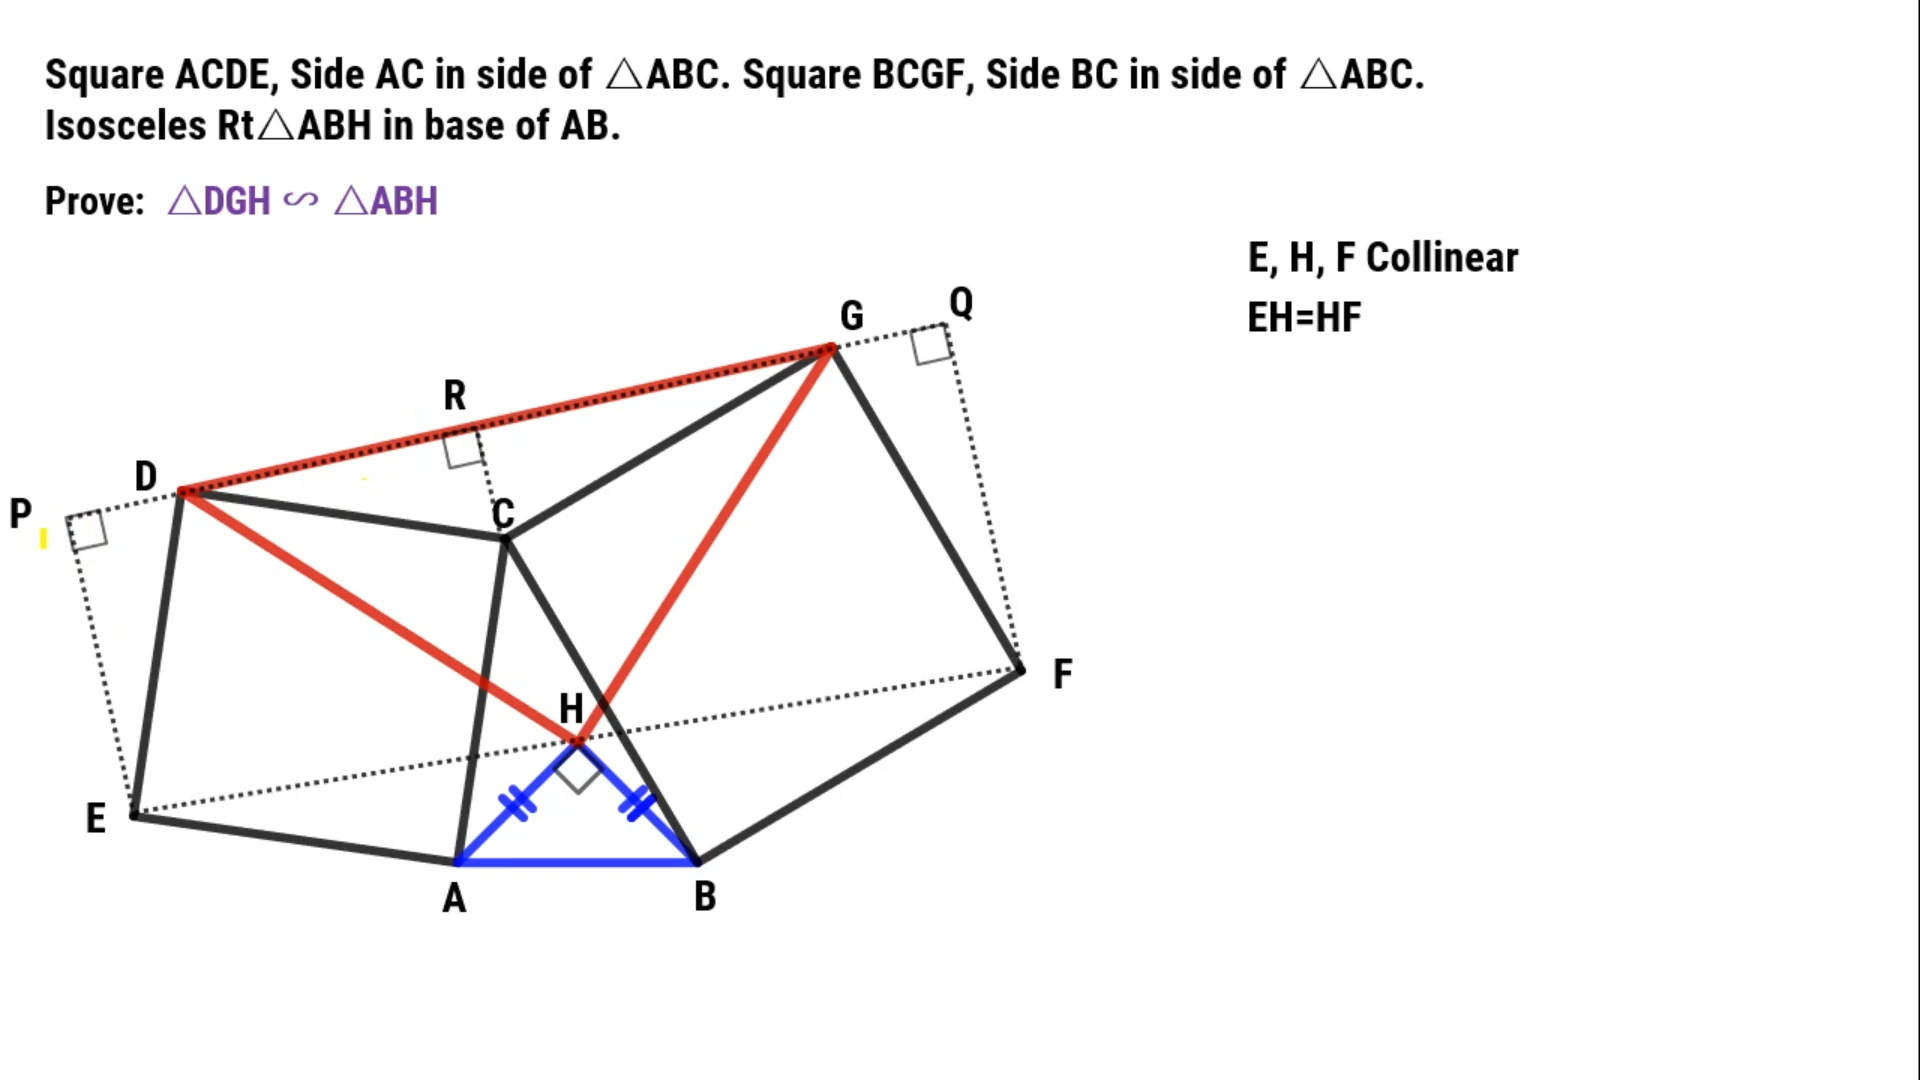 Square ACDE, Side AC in side of △ABC. Square BCGF, Side BC in side of △ABC.
Isosceles Rt△ABH in base of AB.
Prove: △DGH ∽ △ABH
E, H, F Collinear
EH=HF
Q
G
R
D
P
C
F
H
E
A
B